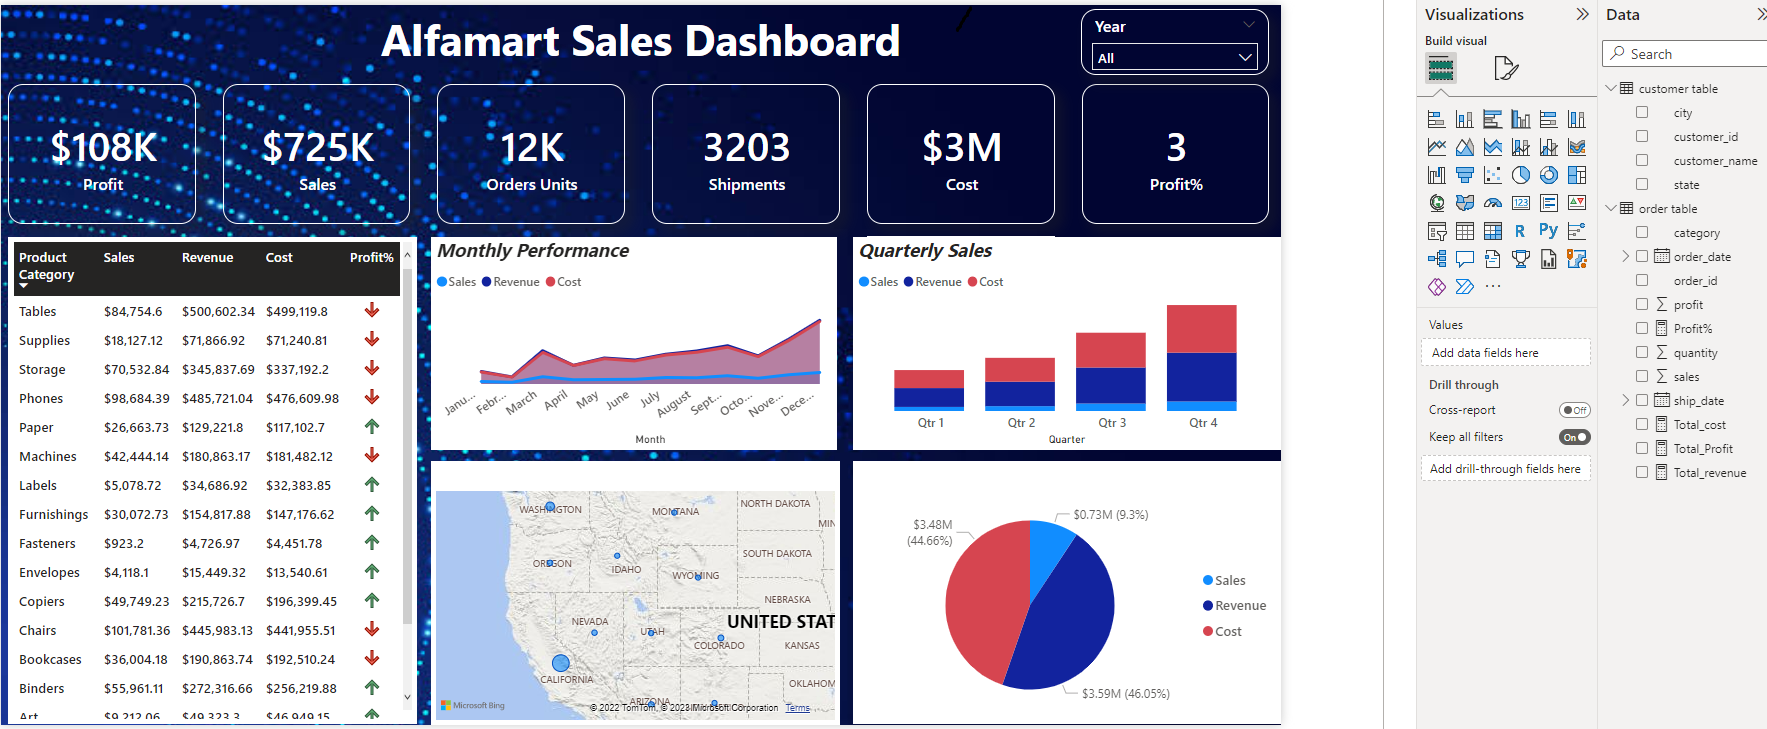 Alfamart Sales Dashboard
Year
All
$108K
Profit
$725K
Sales
12K
Orders Units
3203
Shipments
$3M
Cost
3
Profit%
Product Category Sales Revenue Cost Profit%
Tables $84,754.6 $500,602.34 $499,119.8
Supplies $18,127.12 $71,866.92 $71,240.81
Storage $70,532.84 $345,837.69 $337,192.2
Phones $98,684.39 $485,721.04 $476,609.98
Paper $26,663.73 $129,221.8 $117,102.7
Machines $42,444.14 $180,863.17 $181,482.12
Labels $5,078.72 $34,686.92 $32,383.85
Furnishings $30,072.73 $154,817.88 $147,176.62
Fasteners $923.2 $4,726.97 $4,451.78
Envelopes $4,118.1 $15,449.32 $13,540.61
Copiers $49,749.23 $215,726.7 $196,399.45
Chairs $101,781.36 $445,983.13 $441,955.51
Bookcases $36,004.18 $190,863.74 $192,510.24
Binders $55,961.11 $272,316.66 $256,219.88
Art $9,212.06 $49,323.3 $46,949.15
Monthly Performance
Sales Revenue Cost
Janu... Febr... March April May June July August Sept... Octo... Nove... Dece...
Month
Quarterly Sales
Sales Revenue Cost
Qtr 1 Qtr 2 Qtr 3 Qtr 4
Quarter
WASHINGTON
MONTANA
NORTH DAKOTA
MIN
OREGON
IDAHO
SOUTH DAKOTA
WYOMING
NEBRASKA
NEVADA
UTAH
UNITED STAT
COLORADO
KANSAS
CALIFORNIA
OKLAHOM
ARIZONA
Microsoft Bing
© 2022 TomTom, © 2023 Microsoft Corporation Terms
$0.73M (9.3%)
$3.48M
(44.66%)
$3.59M (46.05%)
Sales
Revenue
Cost
Visualizations
Build visual
123
R
Py
Values
Add data fields here
Drill through
Cross-report
Off
Keep all filters
On
Add drill-through fields here
Data
Search
customer table
city
customer_id
customer_name
state
order table
category
order_date
order_id
profit
Profit%
quantity
sales
ship_date
Total_cost
Total_Profit
Total_revenue